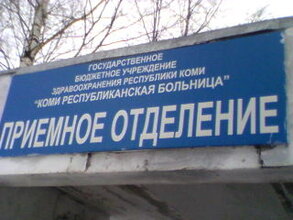 ГОСУДАРСТВЕННОЕ
БЮДЖЕТНОЕ УЧРЕЖДЕНИЕ
ЗДРАВООХРАНЕНИЯ РЕСПУБЛИКИ КОМИ
"КОМИ РЕСПУБЛИКАНСКАЯ БОЛЬНИЦА"
ПРИЕМНОЕ ОТДЕЛЕНИЕ